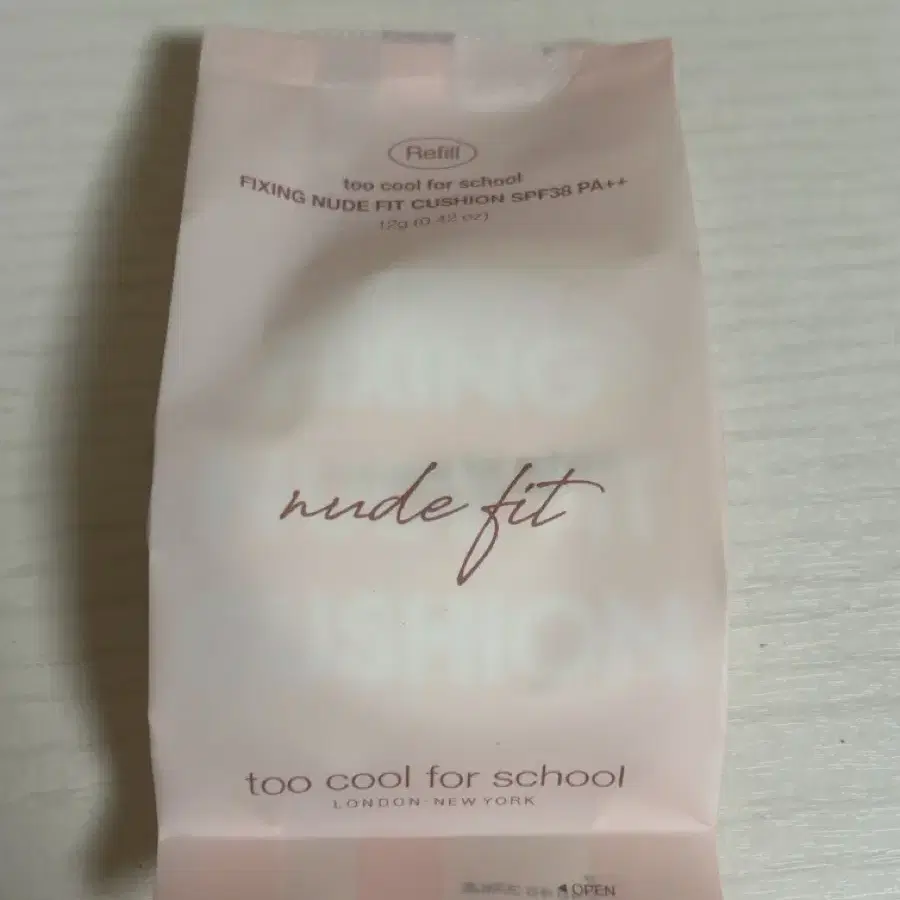 Refill
too cool for school
FIXING NUDE FIT CUSHION SPF38 PA++
12g (0.42 oz)
nude fit
too cool for school
LONDON·NEW YORK
OPEN